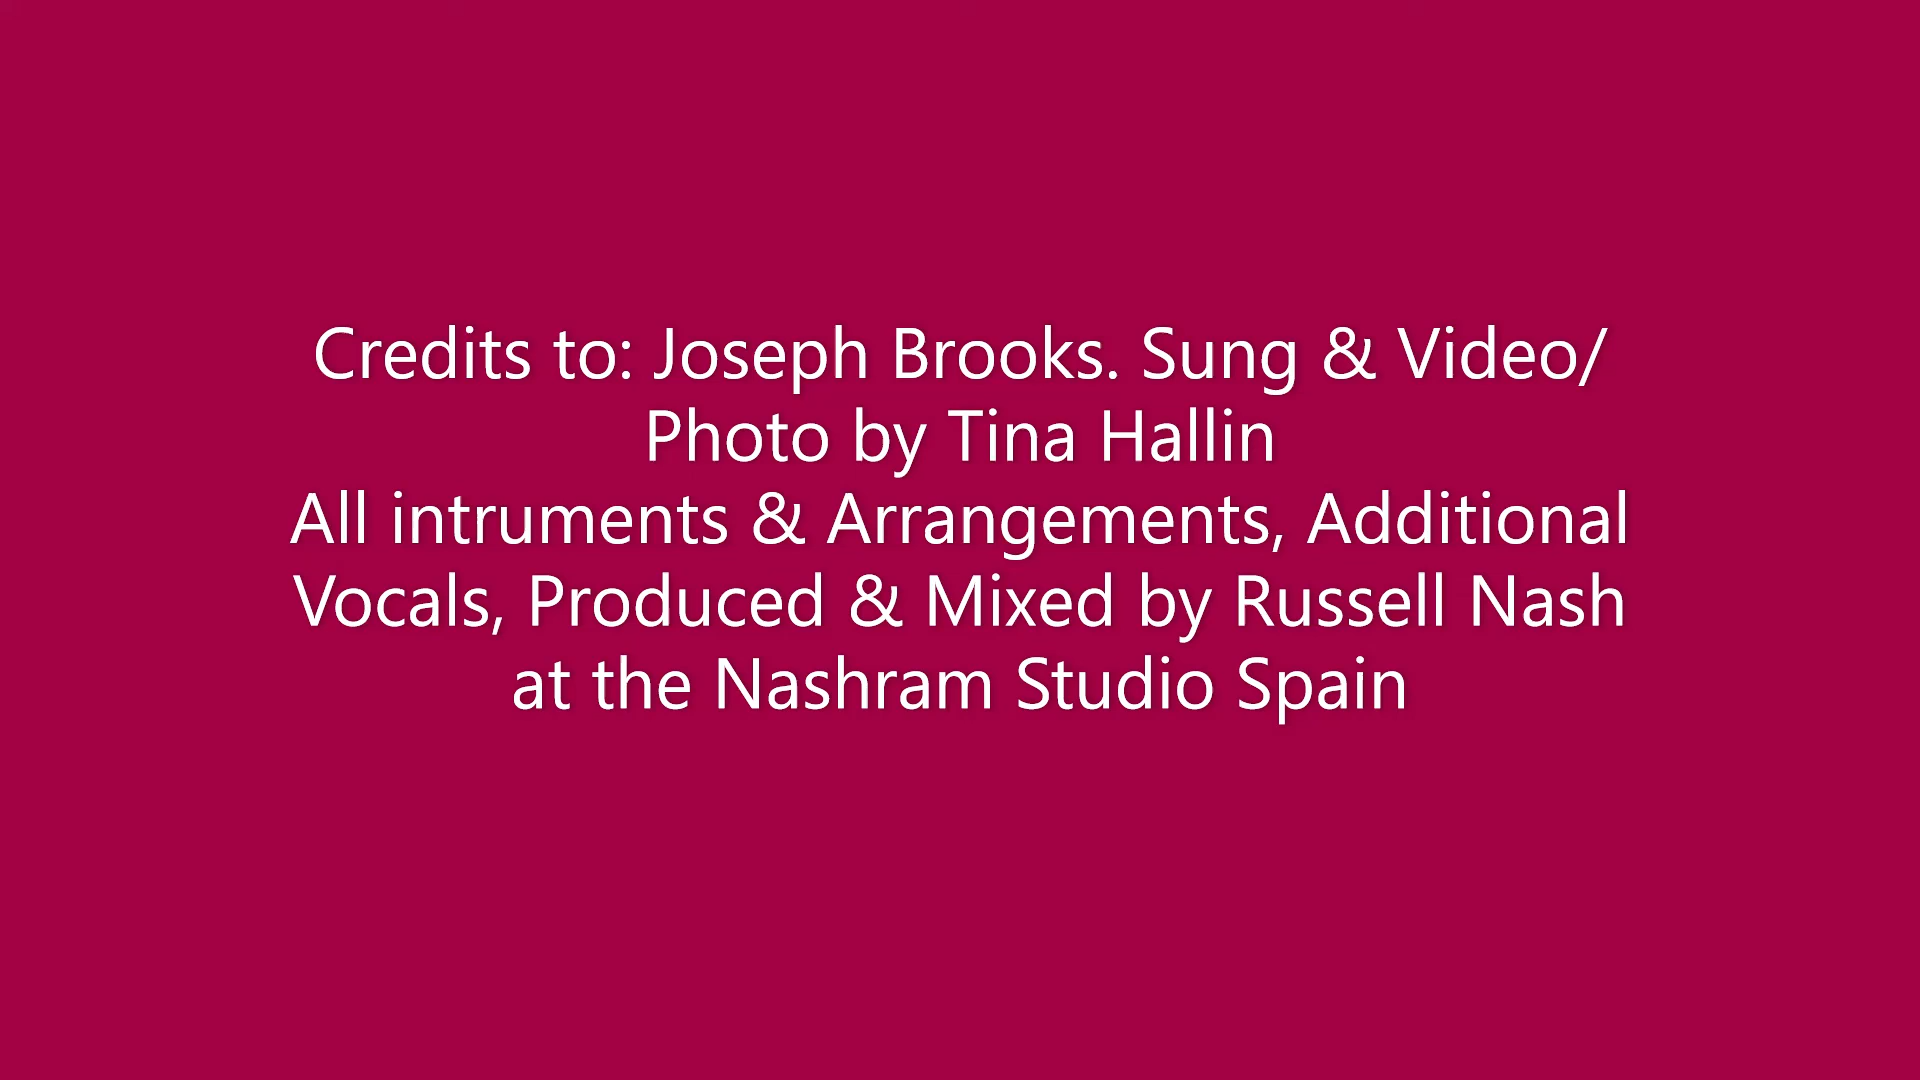 Credits to: Joseph Brooks. Sung & Video/
Photo by Tina Hallin
All intruments & Arrangements, Additional
Vocals, Produced & Mixed by Russell Nash
at the Nashram Studio Spain